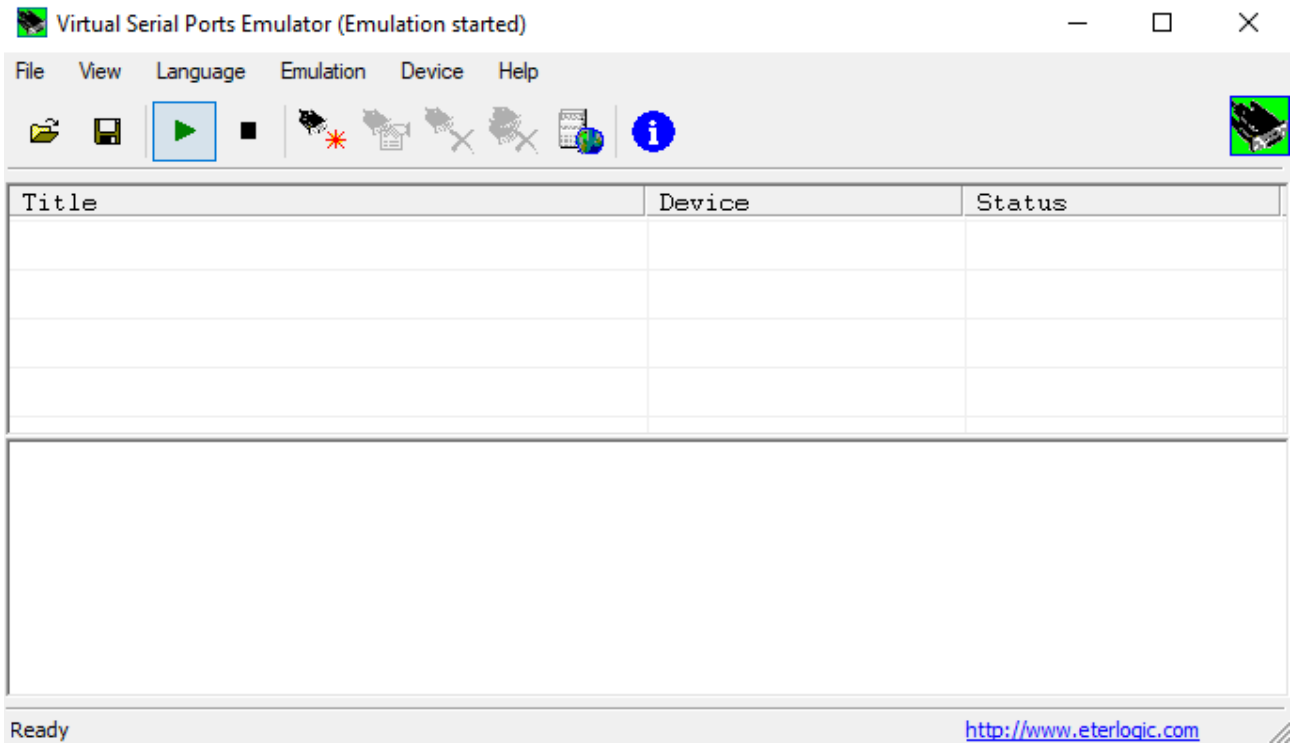 Virtual Serial Ports Emulator (Emulation started)
File View Language Emulation Device Help
Title Device Status
Ready http://www.eterlogic.com